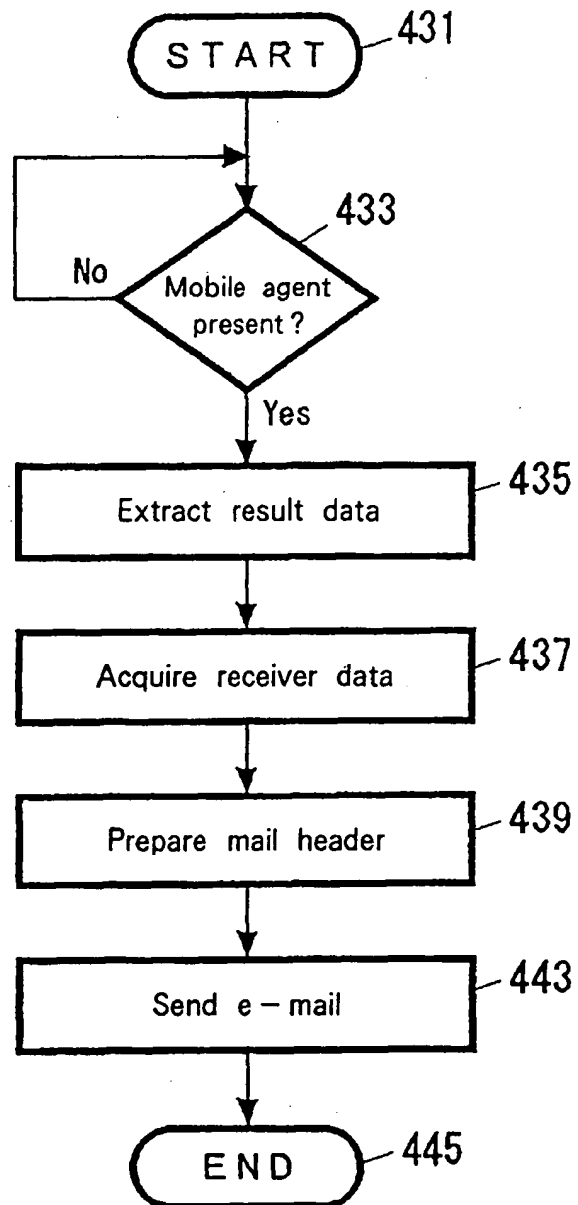 START
431
433
No
Mobile agent
present?
Yes
Extract result data
435
Acquire receiver data
437
Prepare mail header
439
Send e-mail
443
END
445